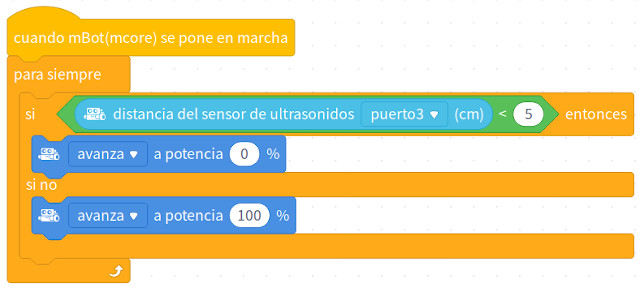 cuando mBot(mcore) se pone en marcha
para siempre
si distancia del sensor de ultrasonidos puerto3 (cm) < 5 entonces
avanza a potencia 0 %
si no
avanza a potencia 100 %